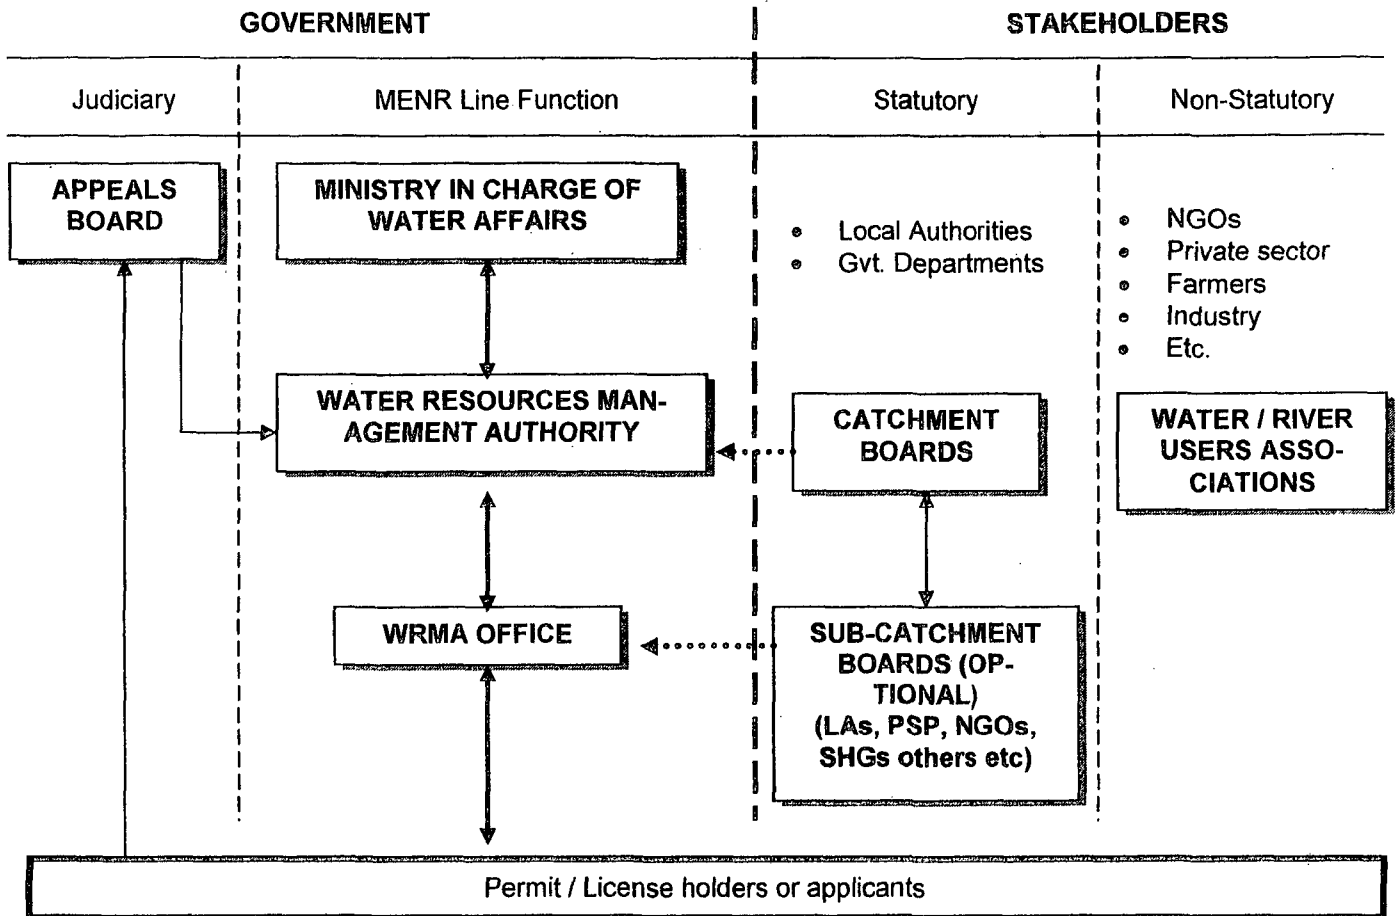 GOVERNMENT
STAKEHOLDERS
Judiciary
MENR Line Function
Statutory
Non-Statutory
APPEALS
BOARD
MINISTRY IN CHARGE OF
WATER AFFAIRS
Local Authorities
Gvt. Departments
NGOs
Private sector
Farmers
Industry
Etc.
WATER RESOURCES MAN-
AGEMENT AUTHORITY
CATCHMENT
BOARDS
WATER / RIVER
USERS ASSO-
CIATIONS
WRMA OFFICE
SUB-CATCHMENT
BOARDS (OP-
TIONAL)
(LAs, PSP, NGOs,
SHGs others etc)
Permit / License holders or applicants